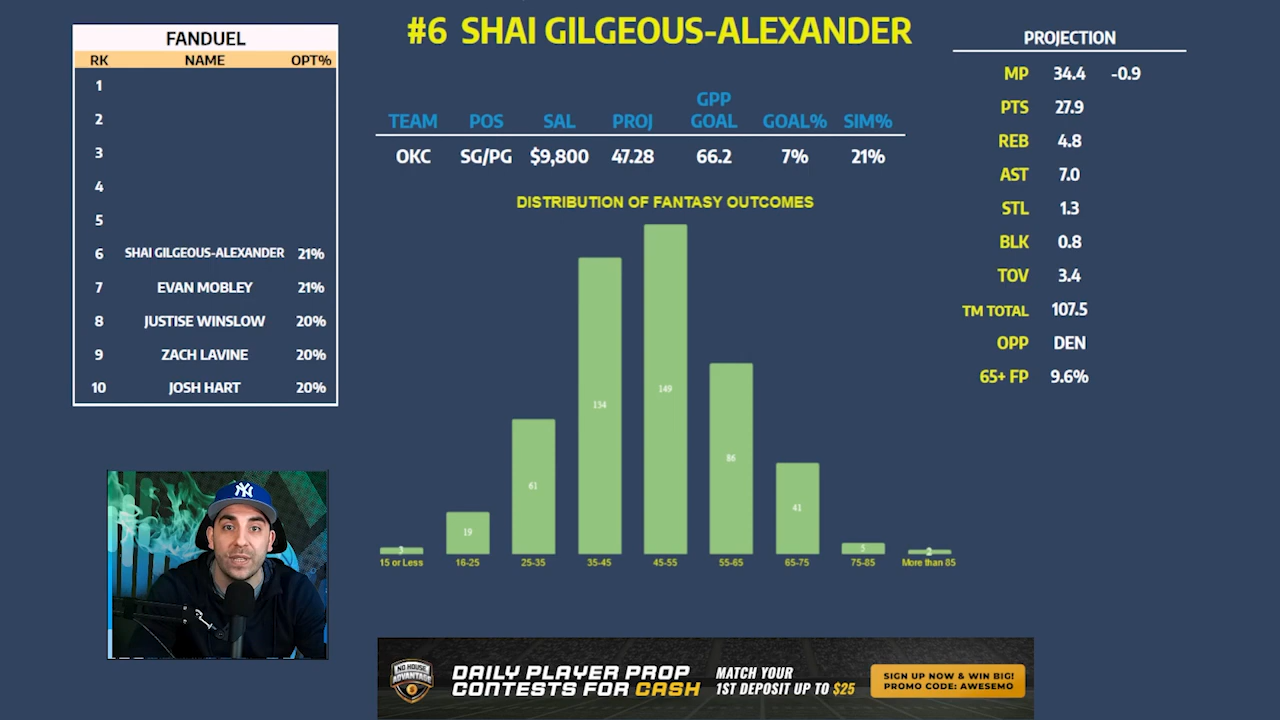 FANDUEL
RK NAME OPT%
1
2
3
4
5
6 SHAI GILGEOUS-ALEXANDER 21%
7 EVAN MOBLEY 21%
8 JUSTISE WINSLOW 20%
9 ZACH LAVINE 20%
10 JOSH HART 20%
#6 SHAI GILGEOUS-ALEXANDER
TEAM POS SAL PROJ GPP GOAL GOAL% SIM%
OKC SG/PG $9,800 47.28 66.2 7% 21%
DISTRIBUTION OF FANTASY OUTCOMES
3 19 61 134 149 86 41 5 2
15 or Less 16-25 25-35 35-45 45-55 55-65 65-75 75-85 More than 85
PROJECTION
MP 34.4 -0.9
PTS 27.9
REB 4.8
AST 7.0
STL 1.3
BLK 0.8
TOV 3.4
TM TOTAL 107.5
OPP DEN
65+ FP 9.6%
NY
NO HOUSE
ADVANTAGE
DAILY PLAYER PROP
CONTESTS FOR CASH
MATCH YOUR
1ST DEPOSIT UP TO $25
SIGN UP NOW & WIN BIG!
PROMO CODE: AWESEMO